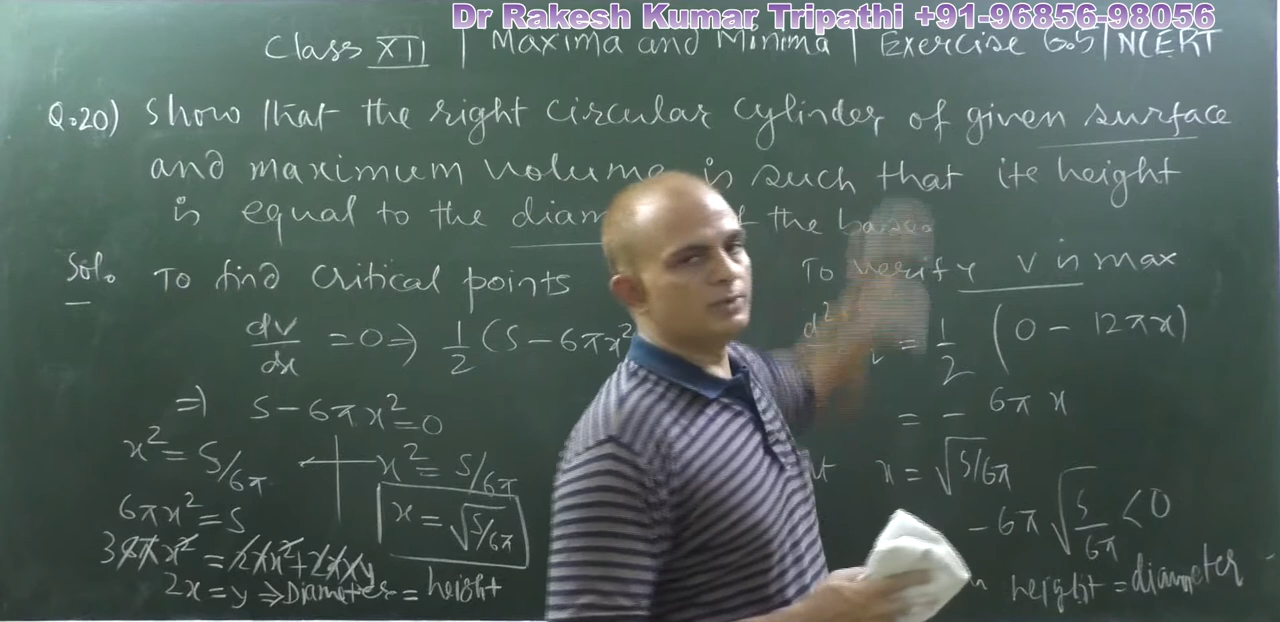 Dr Rakesh Kumar Tripathi +91-96856-98056
Class XII | Maxima and Minima | Exercise 6.5 | NCERT
Q.20) Show that the right circular cylinder of given surface
and maximum volume is such that its height
is equal to the diam of the base.
Sol. To find critical points
dv/dx = 0 ⇒ 1/2 (S − 6πx²
⇒ S − 6πx² = 0
x² = S/6π
x² = S/6π
6πx² = S
x = √S/6π
36πx² = 2πx² + 2πxy
2x = y ⇒ Diameter = height
To verify V is max
d² = 1/2 (0 − 12πx)
= − 6πx
x = √S/6π
−6π √S/6π < 0
height = diameter